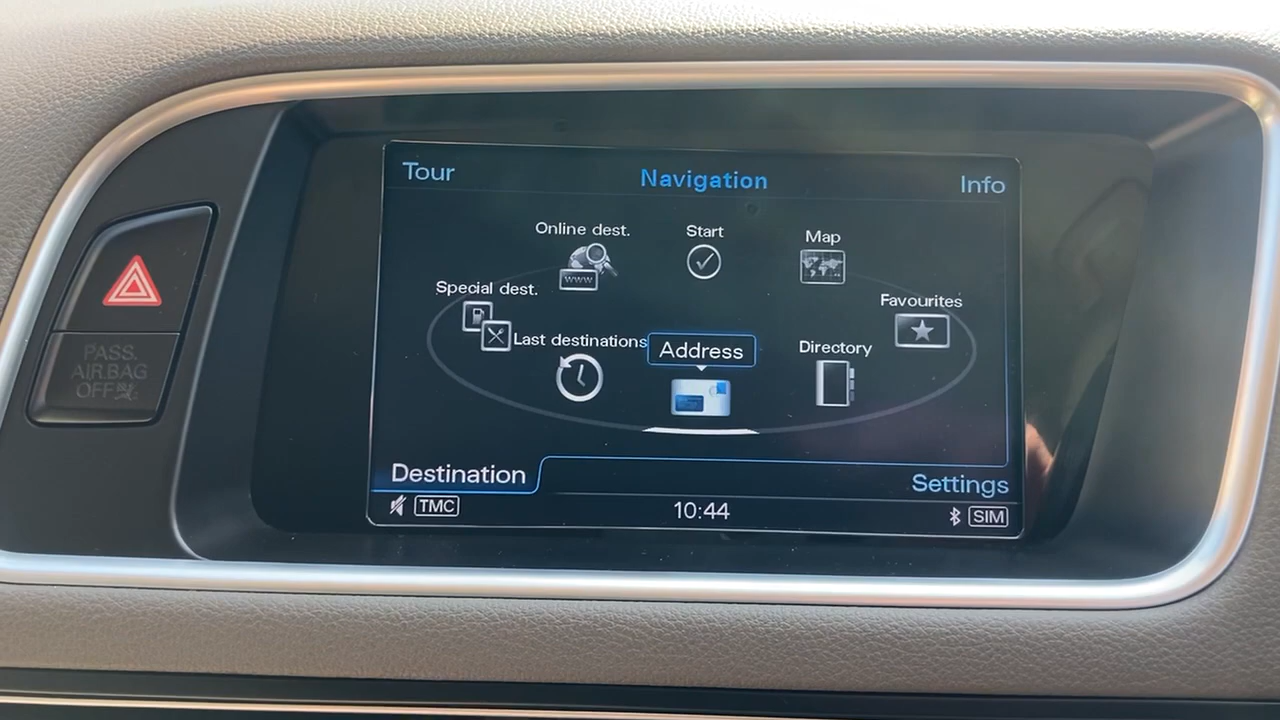 Tour
Navigation
Info
Online dest.
Start
Map
www
Special dest.
Favourites
Last destinations
Address
Directory
PASS.
AIR BAG
OFF
Destination
Settings
TMC
10:44
SIM